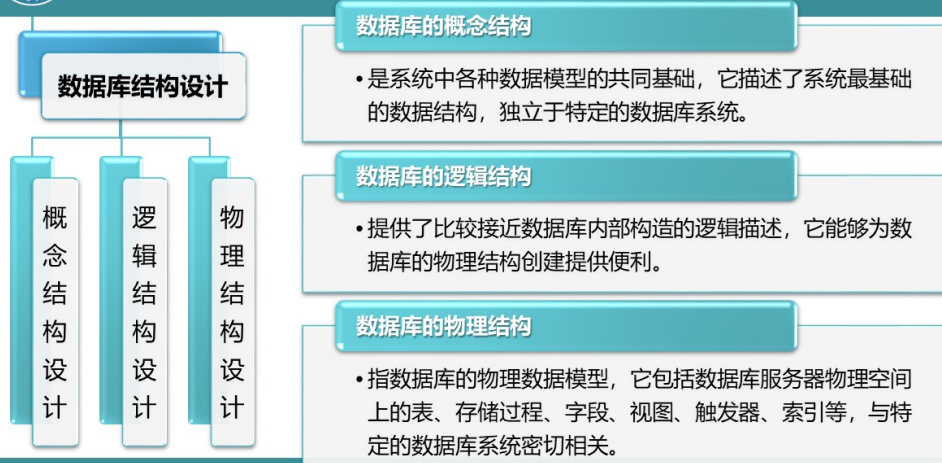 数据库结构设计
概念结构设计
逻辑结构设计
物理结构设计
数据库的概念结构
•是系统中各种数据模型的共同基础，它描述了系统最基础
的数据结构，独立于特定的数据库系统。
数据库的逻辑结构
•提供了比较接近数据库内部构造的逻辑描述，它能够为数
据库的物理结构创建提供便利。
数据库的物理结构
•指数据库的物理数据模型，它包括数据库服务器物理空间
上的表、存储过程、字段、视图、触发器、索引等，与特
定的数据库系统密切相关。